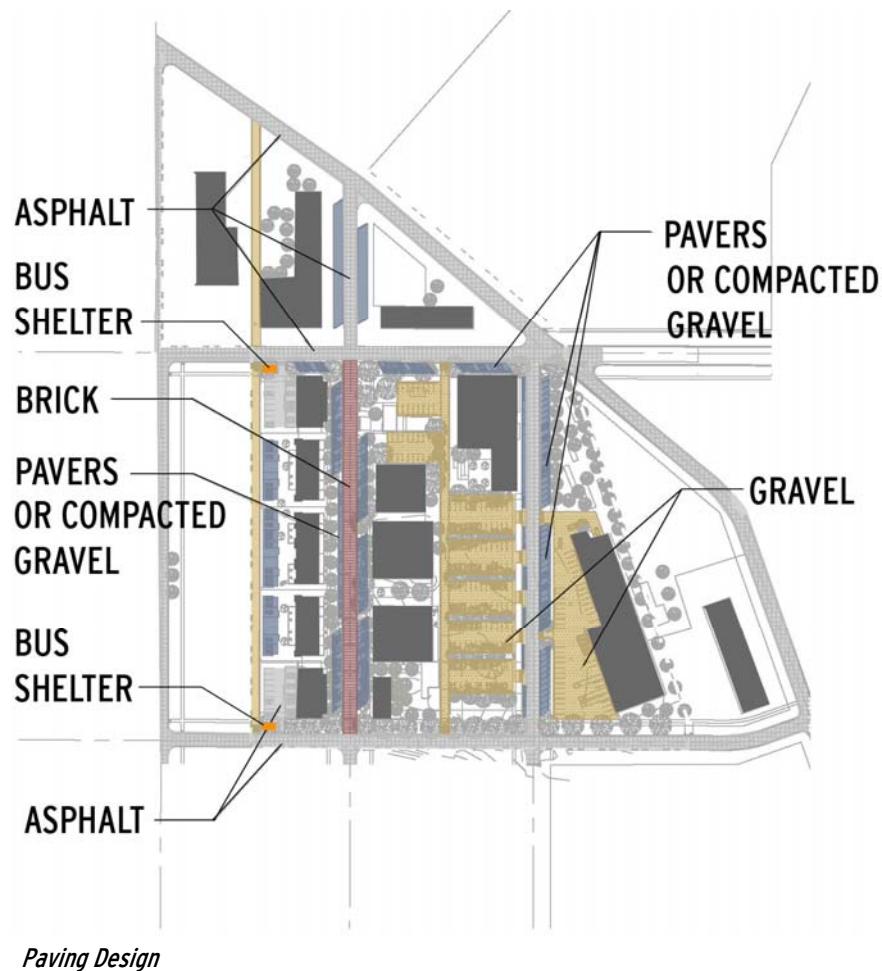 ASPHALT
BUS
SHELTER
BRICK
PAVERS
OR COMPACTED
GRAVEL
BUS
SHELTER
ASPHALT
PAVERS
OR COMPACTED
GRAVEL
GRAVEL
Paving Design